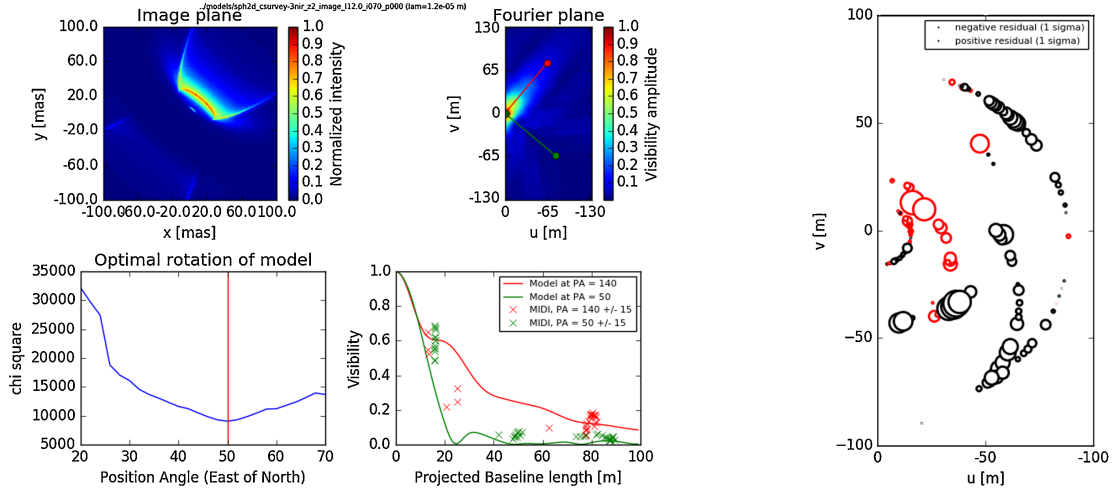 ../models/sph2d_csurvey-3nir_z2_image_l12.0_i070_p000 (lam=1.2e-05 m)
Image plane
100.0
60.0
20.0
-20.0
-60.0
-100.0
y [mas]
-100.0-60.0-20.020.0 60.0100.0
x [mas]
1.0
0.9
0.8
0.7
0.6
0.5
0.4
0.3
0.2
0.1
0.0
Normalized intensity
Fourier plane
130
65
0
-65
-130
v [m]
0 -65 -130
u [m]
1.0
0.9
0.8
0.7
0.6
0.5
0.4
0.3
0.2
0.1
Visibility amplitude
Optimal rotation of model
35000
30000
25000
20000
15000
10000
5000
chi square
20 30 40 50 60 70
Position Angle (East of North)
1.0
0.8
0.6
0.4
0.2
0.0
Visibility
Model at PA = 140
Model at PA = 50
MIDI, PA = 140 +/- 15
MIDI, PA = 50 +/- 15
0 20 40 60 80 100
Projected Baseline length [m]
negative residual (1 sigma)
positive residual (1 sigma)
100
50
0
−50
−100
v [m]
0 -50 -100
u [m]